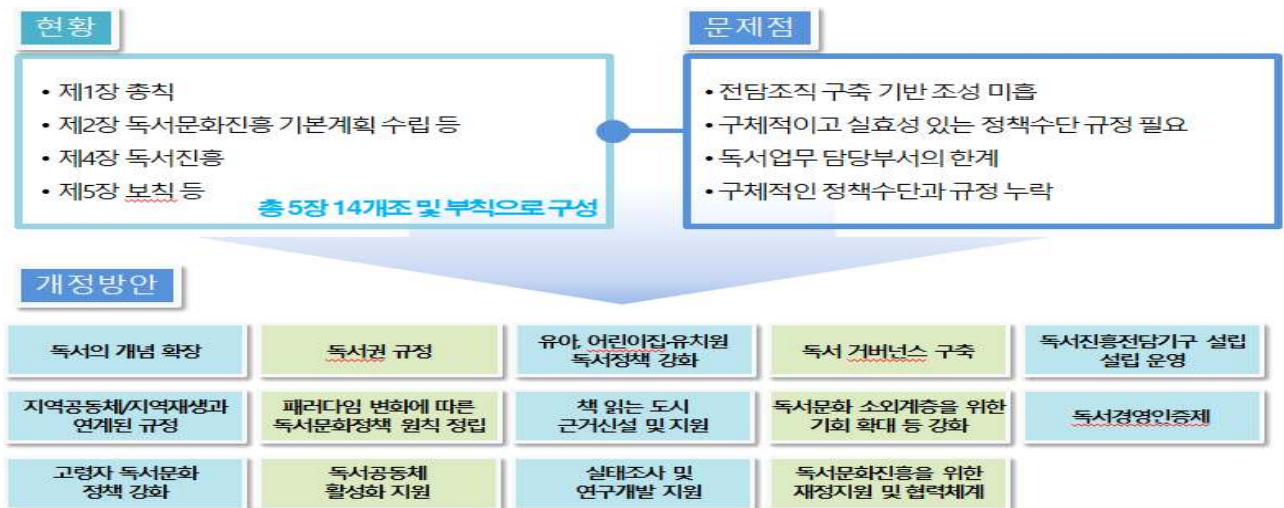 현황
• 제1장 총칙
• 제2장 독서문화진흥 기본계획 수립 등
• 제4장 독서진흥
• 제5장 보칙 등
총 5장 14개조 및 부칙으로 구성
문제점
• 전담조직 구축 기반 조성 미흡
• 구체적이고 실효성 있는 정책수단 규정 필요
• 독서업무 담당부서의 한계
• 구체적인 정책수단과 규정 누락
개정방안
독서의 개념 확장
독서권 규정
유아, 어린이집·유치원
독서정책 강화
독서 거버넌스 구축
독서진흥전담기구 설립
설립 운영
지역공동체/지역재생과
연계된 규정
패러다임 변화에 따른
독서문화정책 원칙 정립
책 읽는 도시
근거신설 및 지원
독서문화 소외계층을 위한
기회 확대 등 강화
독서경영인증제
고령자 독서문화
정책 강화
독서공동체
활성화 지원
실태조사 및
연구개발 지원
독서문화진흥을 위한
재정지원 및 협력체계